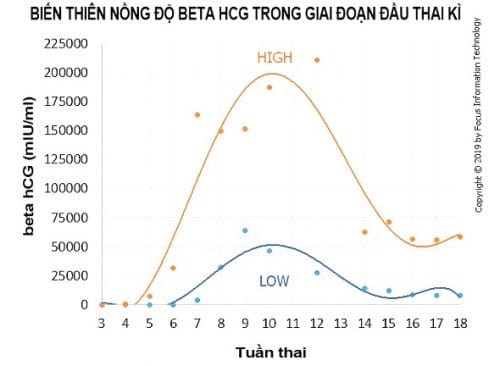 BIẾN THIÊN NỒNG ĐỘ BETA HCG TRONG GIAI ĐOẠN ĐẦU THAI KÌ
225000
200000
175000
150000
125000
100000
75000
50000
25000
0
beta hCG (mIU/ml)
HIGH
LOW
3 4 5 6 7 8 9 10 11 12 13 14 15 16 17 18
Tuần thai
Copyright © 2019 by Focus Information Technology